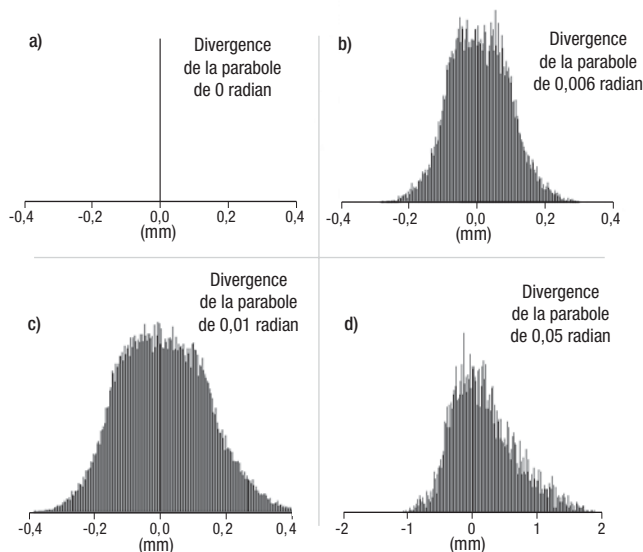 a)
Divergence
de la parabole
de 0 radian
-0,4 -0,2 0,0 0,2 0,4
(mm)
b)
Divergence
de la parabole
de 0,006 radian
-0,4 -0,2 0,0 0,2 0,4
(mm)
c)
Divergence
de la parabole
de 0,01 radian
-0,4 -0,2 0,0 0,2 0,4
(mm)
d)
Divergence
de la parabole
de 0,05 radian
-2 -1 0 1 2
(mm)